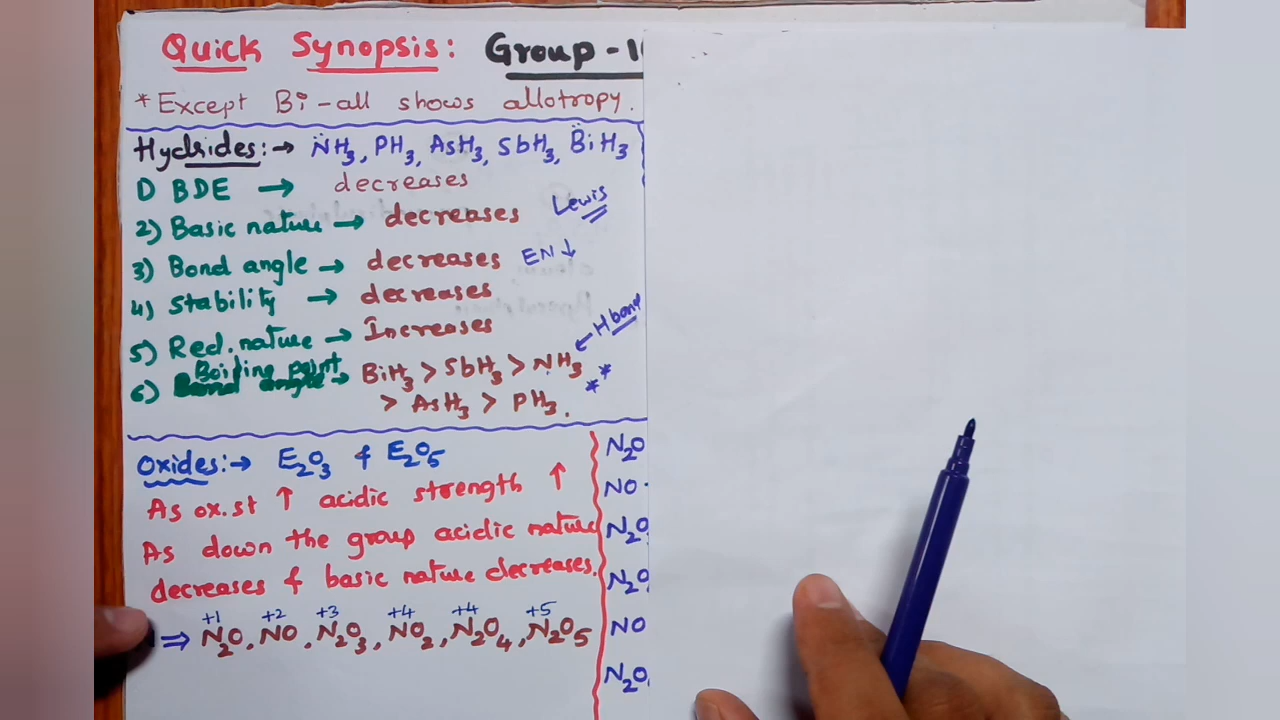 Quick Synopsis: Group-1
*Except Bi-all shows allotropy.
Hydrides:→ N̈H₃, PH₃, AsH₃, SbH₃, B̈iH₃
1) BDE → decreases
2) Basic nature → decreases Lewis
3) Bond angle → decreases EN↓
4) Stability → decreases
5) Red. nature → Increases
← H bond
6) Boiling point → BiH₃ > SbH₃ > NH₃
> AsH₃ > PH₃. **
Oxides:→ E₂O₃ & E₂O₅
As ox.st ↑ acidic strength ↑
As down the group acidic nature
decreases & basic nature decreases.
+1 +2 +3 +4 +4 +5
⇒ N₂O, NO, N₂O₃, NO₂, N₂O₄, N₂O₅
N₂O
NO
N₂O
N₂O
NO
N₂O